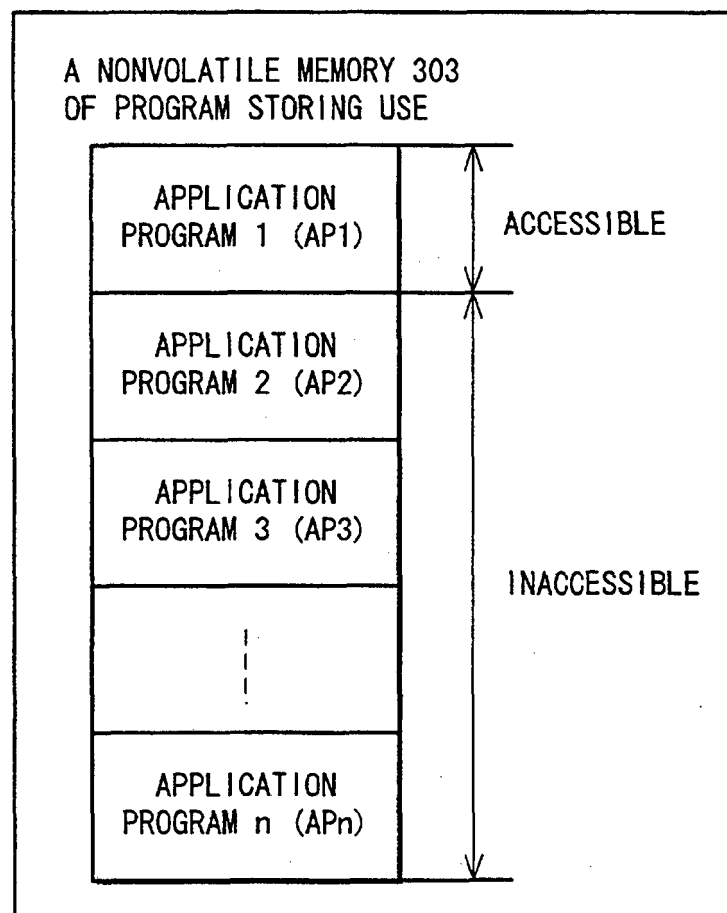 A NONVOLATILE MEMORY 303
OF PROGRAM STORING USE
APPLICATION
PROGRAM 1 (AP1)
ACCESSIBLE
APPLICATION
PROGRAM 2 (AP2)
APPLICATION
PROGRAM 3 (AP3)
INACCESSIBLE
APPLICATION
PROGRAM n (APn)